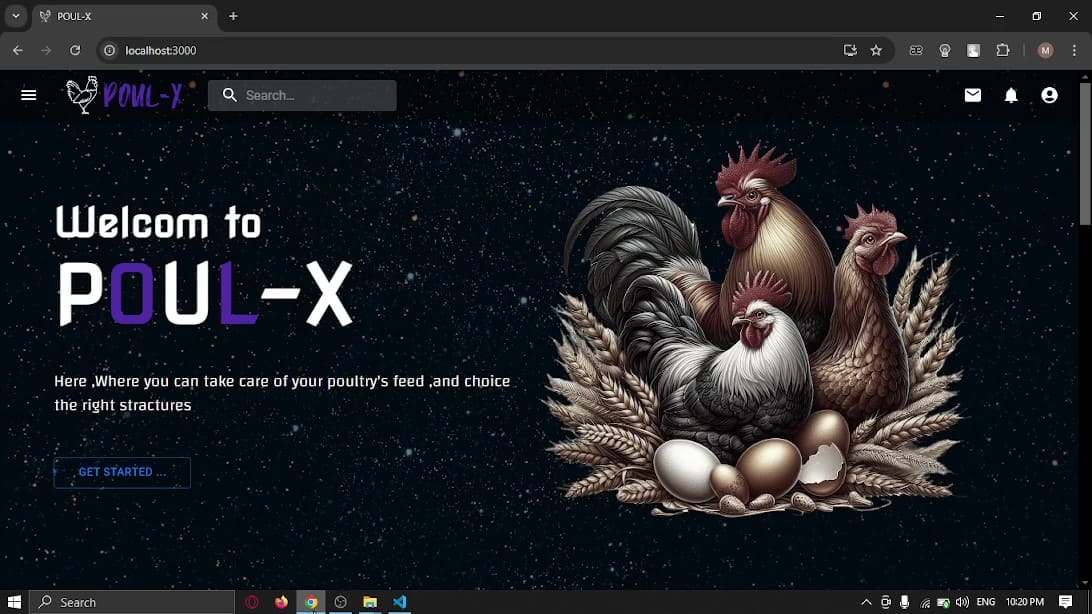 POUL-X
localhost:3000
M
POUL-X
Search...
Welcom to
POUL-X
Here ,Where you can take care of your poultry's feed ,and choice
the right stractures
GET STARTED ...
Search
ENG
10:20 PM